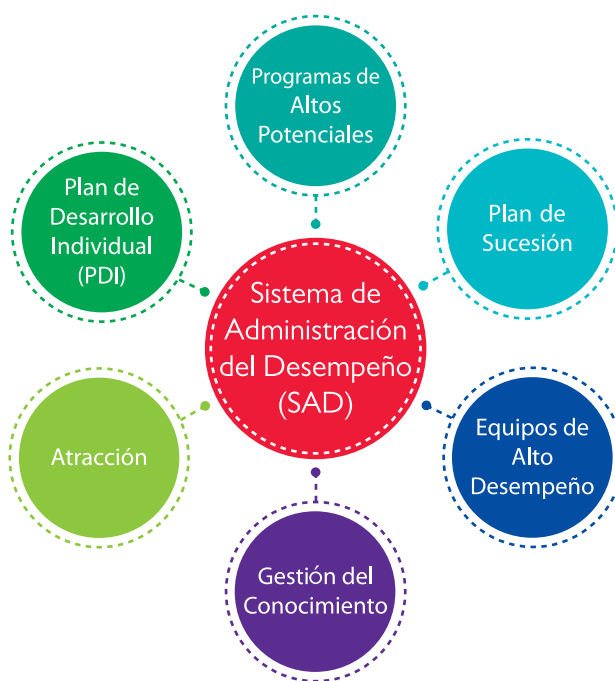 Programas de
Altos
Potenciales
Plan de
Desarrollo
Individual
(PDI)
Plan de
Sucesión
Sistema de
Administración
del Desempeño
(SAD)
Atracción
Equipos de
Alto
Desempeño
Gestión del
Conocimiento